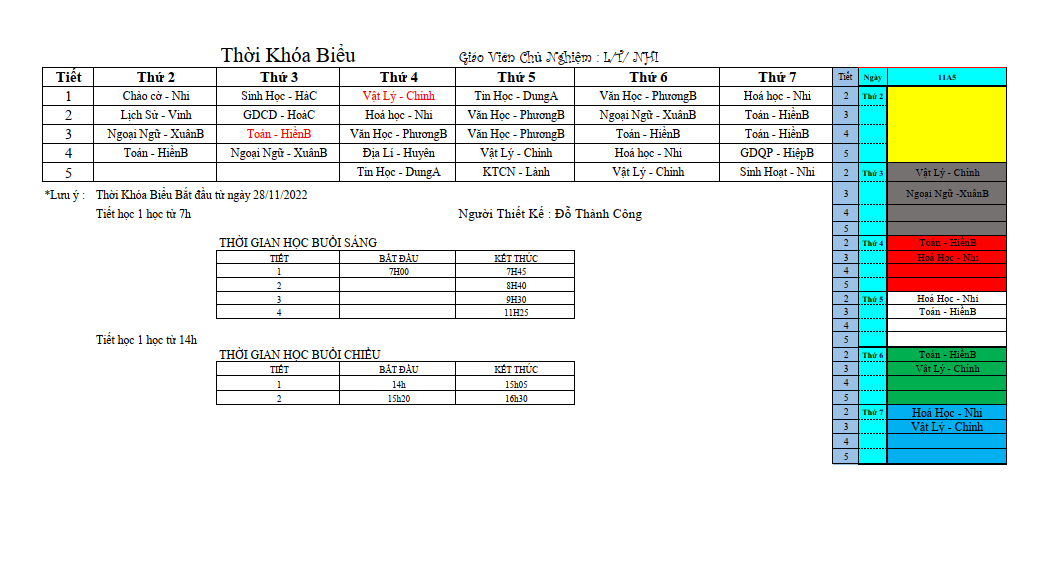 Thời Khóa Biểu Giáo Viên Chủ Nghiệm : L/T/ NHI
Tiết Thứ 2 Thứ 3 Thứ 4 Thứ 5 Thứ 6 Thứ 7
1 Chào cờ - Nhi Sinh Học - HàC Vật Lý - Chinh Tin Học - DungA Văn Học - PhươngB Hoá học - Nhi
2 Lịch Sử - Vinh GDCD - HoàC Hoá học - Nhi Văn Học - PhươngB Ngoại Ngữ - XuânB Toán - HiềnB
3 Ngoại Ngữ - XuânB Toán - HiềnB Văn Học - PhươngB Văn Học - PhươngB Toán - HiềnB Toán - HiềnB
4 Toán - HiềnB Ngoại Ngữ - XuânB Địa Lí - Huyên Vật Lý - Chinh Hoá học - Nhi GDQP - HiệpB
5 Tin Học - DungA KTCN - Lành Vật Lý - Chinh Sinh Hoạt - Nhi
*Lưu ý : Thời Khóa Biểu Bắt đầu từ ngày 28/11/2022
Tiết học 1 học từ 7h Người Thiết Kế : Đỗ Thành Công
THỜI GIAN HỌC BUỔI SÁNG
TIẾT BẮT ĐẦU KẾT THÚC
1 7H00 7H45
2 8H40
3 9H30
4 11H25
Tiết học 1 học từ 14h
THỜI GIAN HỌC BUỔI CHIỀU
TIẾT BẮT ĐẦU KẾT THÚC
1 14h 15h05
2 15h20 16h30
Tiết Ngày 11A5
2 Thứ 2
3
4
5
2 Thứ 3 Vật Lý - Chinh
3 Ngoại Ngữ -XuânB
4
5
2 Thứ 4 Toán - HiềnB
3 Hoá Học - Nhi
4
5
2 Thứ 5 Hoá Học - Nhi
3 Toán - HiềnB
4
5
2 Thứ 6 Toán - HiềnB
3 Vật Lý - Chinh
4
5
2 Thứ 7 Hoá Học - Nhi
3 Vật Lý - Chinh
4
5